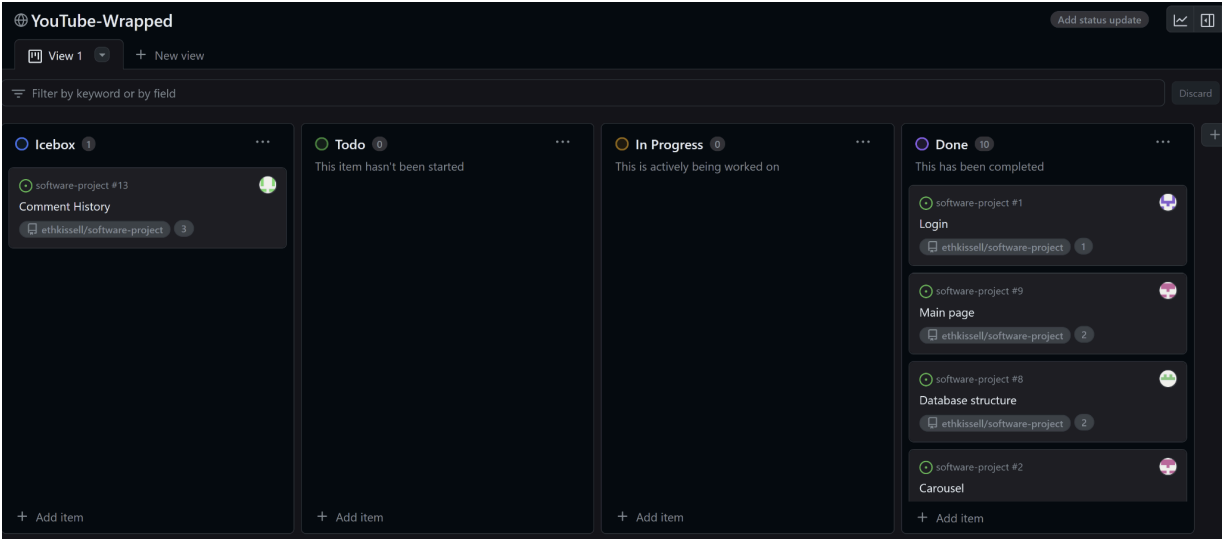 YouTube-Wrapped
Add status update
View 1
New view
Filter by keyword or by field
Discard
Icebox 1
software-project #13
Comment History
ethkissell/software-project 3
Add item
Todo 0
This item hasn't been started
Add item
In Progress 0
This is actively being worked on
Add item
Done 10
This has been completed
software-project #1
Login
ethkissell/software-project 1
software-project #9
Main page
ethkissell/software-project 2
software-project #8
Database structure
ethkissell/software-project 2
software-project #2
Carousel
Add item